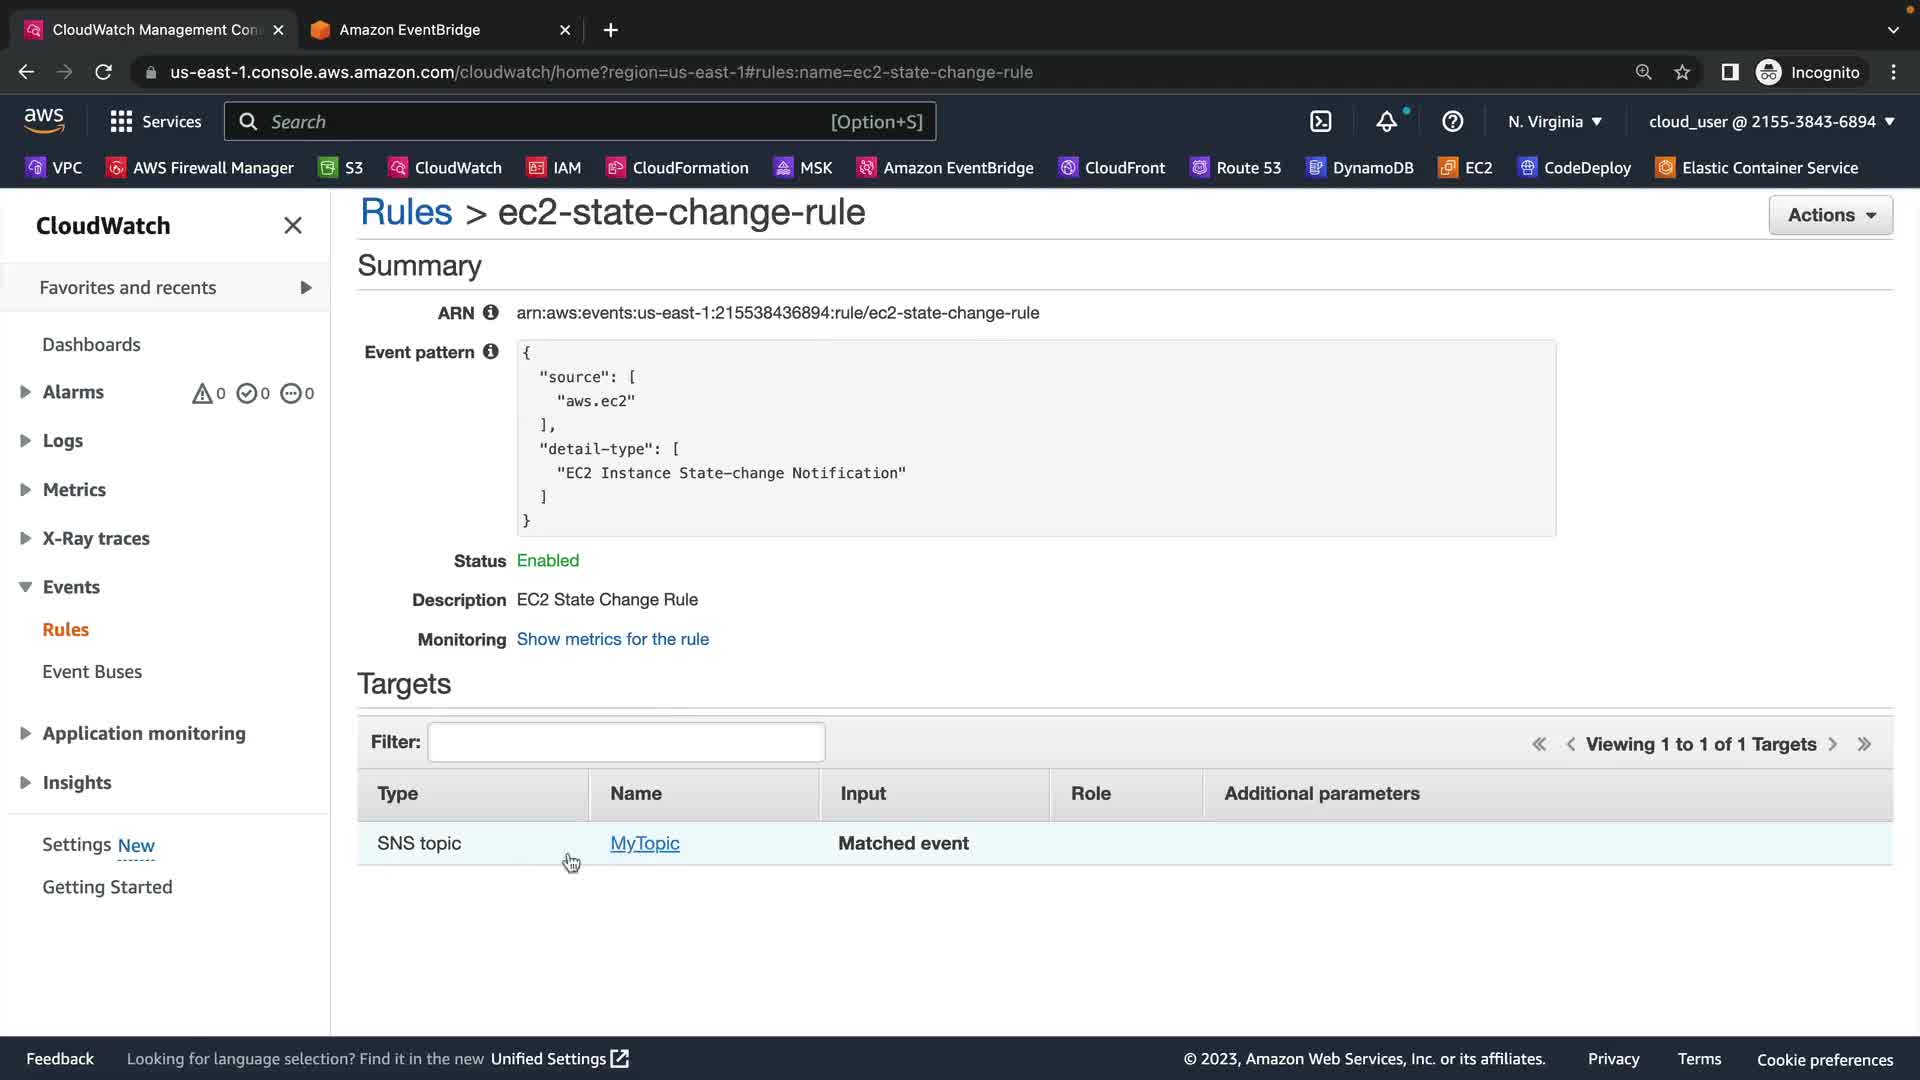 CloudWatch Management Con
Amazon EventBridge
us-east-1.console.aws.amazon.com/cloudwatch/home?region=us-east-1#rules:name=ec2-state-change-rule
Incognito
aws
Services
Search
[Option+S]
N. Virginia
cloud_user @ 2155-3843-6894
VPC
AWS Firewall Manager
S3
CloudWatch
IAM
CloudFormation
MSK
Amazon EventBridge
CloudFront
Route 53
DynamoDB
EC2
CodeDeploy
Elastic Container Service
CloudWatch
Favorites and recents
Dashboards
Alarms
0 0 0
Logs
Metrics
X-Ray traces
Events
Rules
Event Buses
Application monitoring
Insights
Settings New
Getting Started
Rules > ec2-state-change-rule
Actions
Summary
ARN arn:aws:events:us-east-1:215538436894:rule/ec2-state-change-rule
Event pattern
{
"source": [
"aws.ec2"
],
"detail-type": [
"EC2 Instance State-change Notification"
]
}
Status Enabled
Description EC2 State Change Rule
Monitoring Show metrics for the rule
Targets
Filter:
« < Viewing 1 to 1 of 1 Targets > »
Type Name Input Role Additional parameters
SNS topic MyTopic Matched event
Feedback
Looking for language selection? Find it in the new Unified Settings
© 2023, Amazon Web Services, Inc. or its affiliates.
Privacy
Terms
Cookie preferences